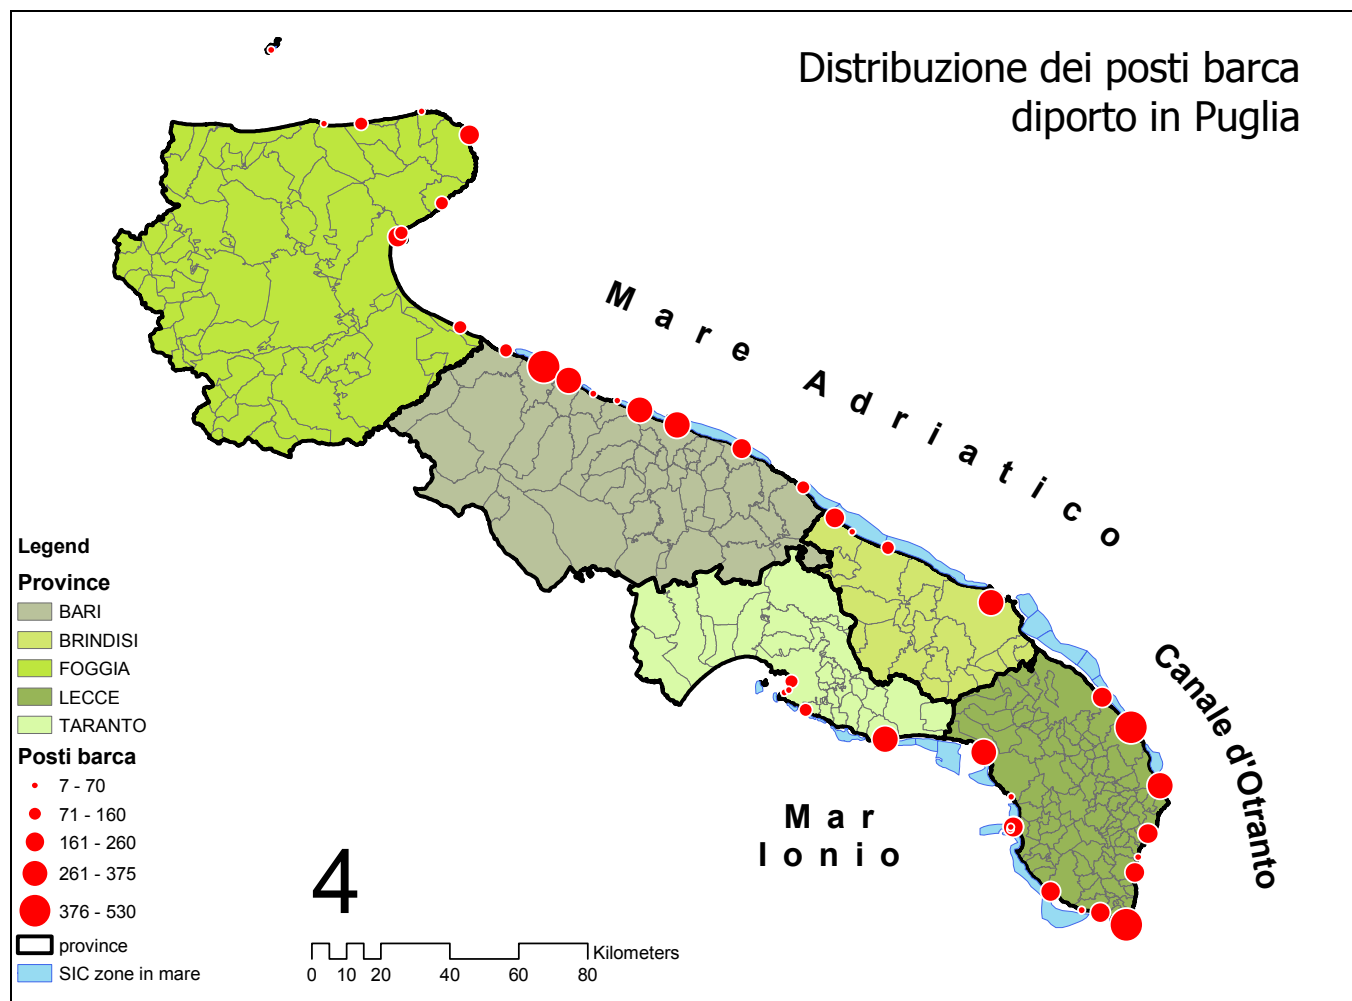 Distribuzione dei posti barca
diporto in Puglia
Mare Adriatico
Canale d'Otranto
Mar
Ionio
Legend
Province
BARI
BRINDISI
FOGGIA
LECCE
TARANTO
Posti barca
7 - 70
71 - 160
161 - 260
261 - 375
376 - 530
province
SIC zone in mare
4
Kilometers
0 10 20 40 60 80